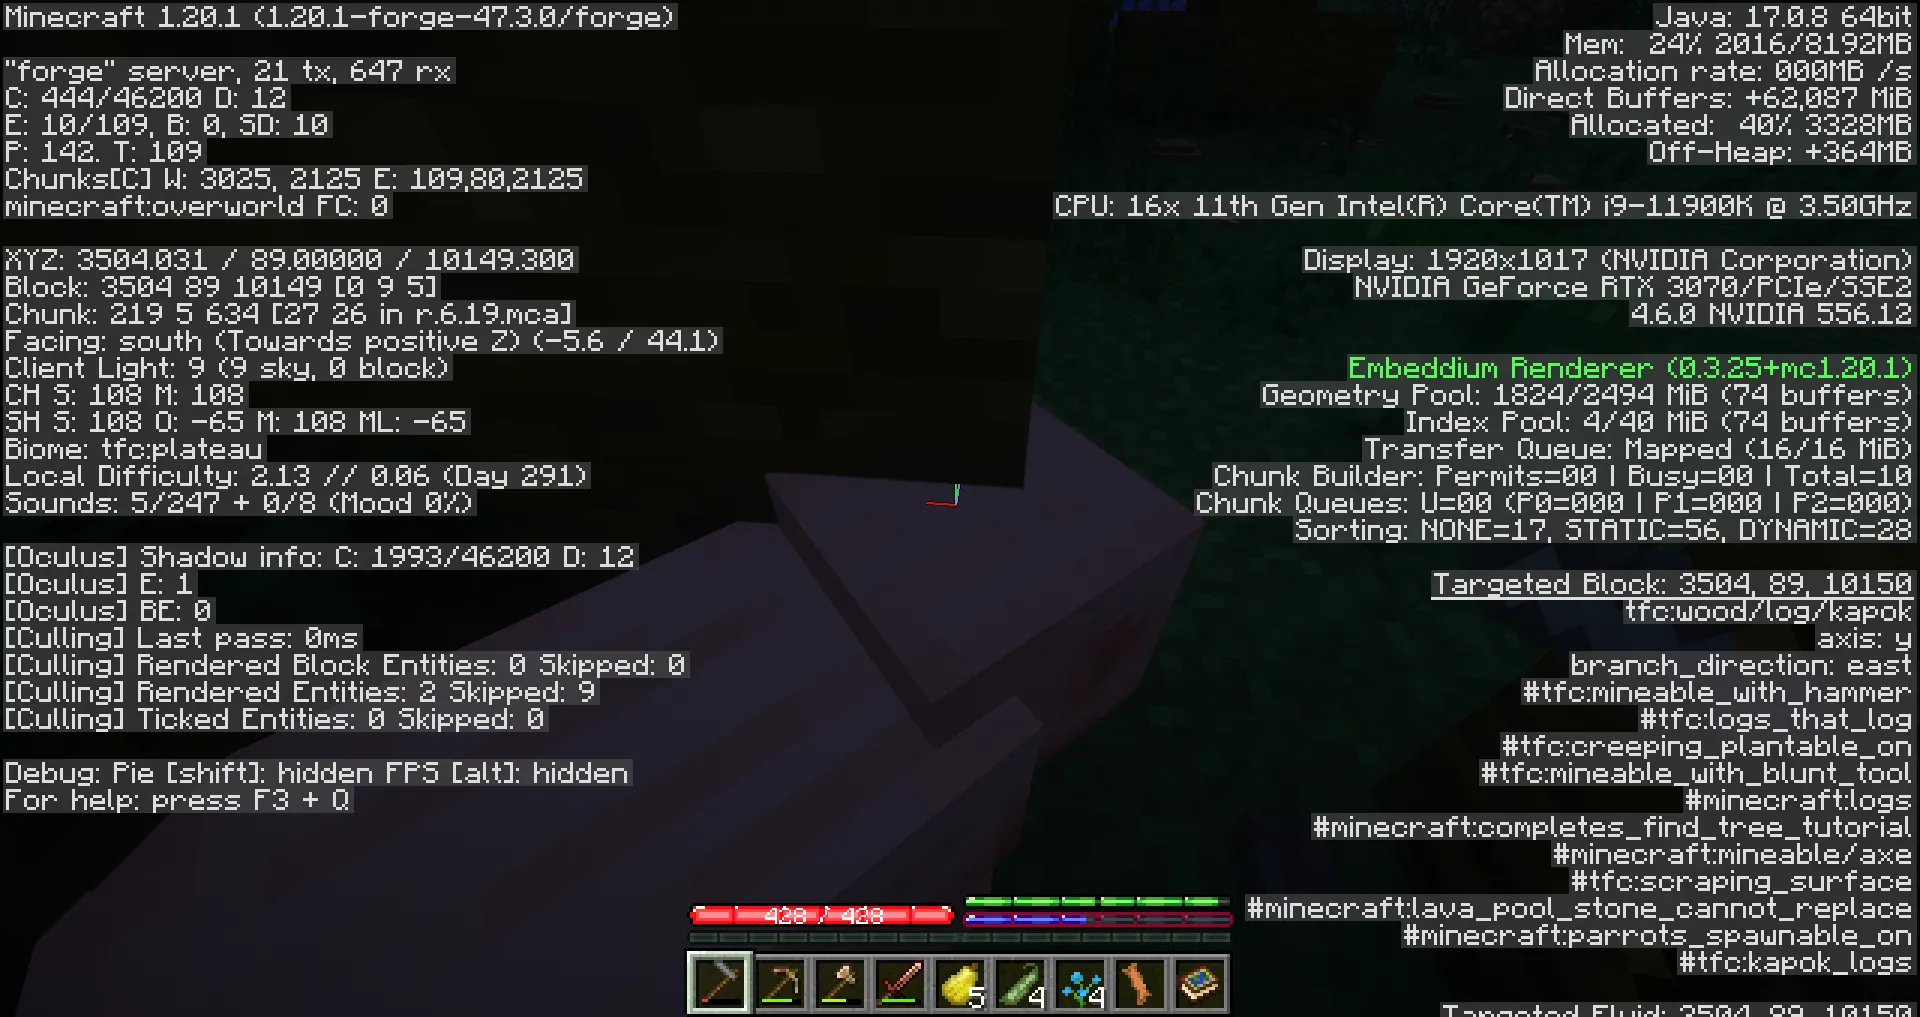 Minecraft 1.20.1 (1.20.1-forge-47.3.0/forge)
"forge" server, 21 tx, 647 rx
C: 444/46200 D: 12
E: 10/109, B: 0, SD: 10
P: 142. T: 109
Chunks[C] W: 3025, 2125 E: 109,80,2125
minecraft:overworld FC: 0
XYZ: 3504.031 / 89.00000 / 10149.300
Block: 3504 89 10149 [0 9 5]
Chunk: 219 5 634 [27 26 in r.6.19.mca]
Facing: south (Towards positive Z) (-5.6 / 44.1)
Client Light: 9 (9 sky, 0 block)
CH S: 108 M: 108
SH S: 108 O: -65 M: 108 ML: -65
Biome: tfc:plateau
Local Difficulty: 2.13 // 0.06 (Day 291)
Sounds: 5/247 + 0/8 (Mood 0%)
[Oculus] Shadow info: C: 1993/46200 D: 12
[Oculus] E: 1
[Oculus] BE: 0
[Culling] Last pass: 0ms
[Culling] Rendered Block Entities: 0 Skipped: 0
[Culling] Rendered Entities: 2 Skipped: 9
[Culling] Ticked Entities: 0 Skipped: 0
Debug: Pie [shift]: hidden FPS [alt]: hidden
For help: press F3 + Q
Java: 17.0.8 64bit
Mem: 24% 2016/8192MB
Allocation rate: 000MB /s
Direct Buffers: +62,087 MiB
Allocated: 40% 3328MB
Off-Heap: +364MB
CPU: 16x 11th Gen Intel(R) Core(TM) i9-11900K @ 3.50GHz
Display: 1920x1017 (NVIDIA Corporation)
NVIDIA GeForce RTX 3070/PCIe/SSE2
4.6.0 NVIDIA 556.12
Embeddium Renderer (0.3.25+mc1.20.1)
Geometry Pool: 1824/2494 MiB (74 buffers)
Index Pool: 4/40 MiB (74 buffers)
Transfer Queue: Mapped (16/16 MiB)
Chunk Builder: Permits=00 | Busy=00 | Total=10
Chunk Queues: U=00 (P0=000 | P1=000 | P2=000)
Sorting: NONE=17, STATIC=56, DYNAMIC=28
Targeted Block: 3504, 89, 10150
tfc:wood/log/kapok
axis: y
branch_direction: east
#tfc:mineable_with_hammer
#tfc:logs_that_log
#tfc:creeping_plantable_on
#tfc:mineable_with_blunt_tool
#minecraft:logs
#minecraft:completes_find_tree_tutorial
#minecraft:mineable/axe
#tfc:scraping_surface
#minecraft:lava_pool_stone_cannot_replace
#minecraft:parrots_spawnable_on
#tfc:kapok_logs
Targeted Fluid: 3504, 89, 10150
428 / 428
5
4
4